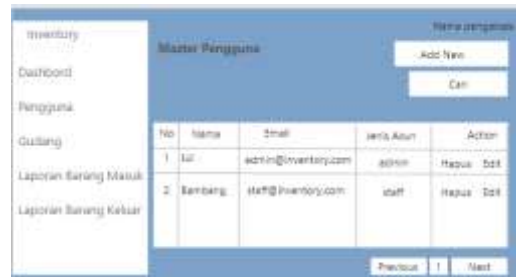 Inventory
Dashbord
Pengguna
Gudang
Laporan Barang Masuk
Laporan Barang Keluar
Nama pengguna
Master Pengguna
Add New
Cari
No Nama Email Jenis Akun Action
1 admin@inventory.com admin Hapus Edit
2 Bambang staff@inventory.com staff Hapus Edit
Previous 1 Next